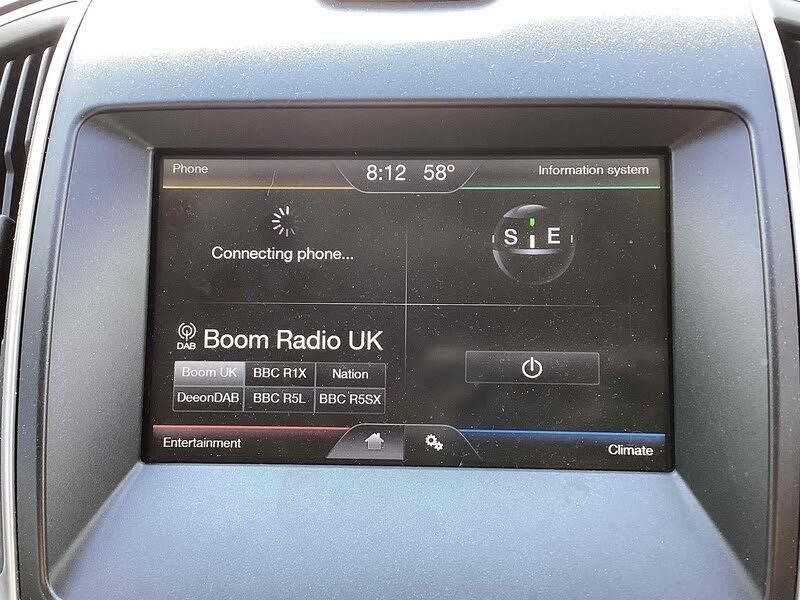 Phone
8:12 58º
Information system
Connecting phone...
S E
DAB
Boom Radio UK
Boom UK BBC R1X Nation
DeeonDAB BBC R5L BBC R5SX
Entertainment
Climate